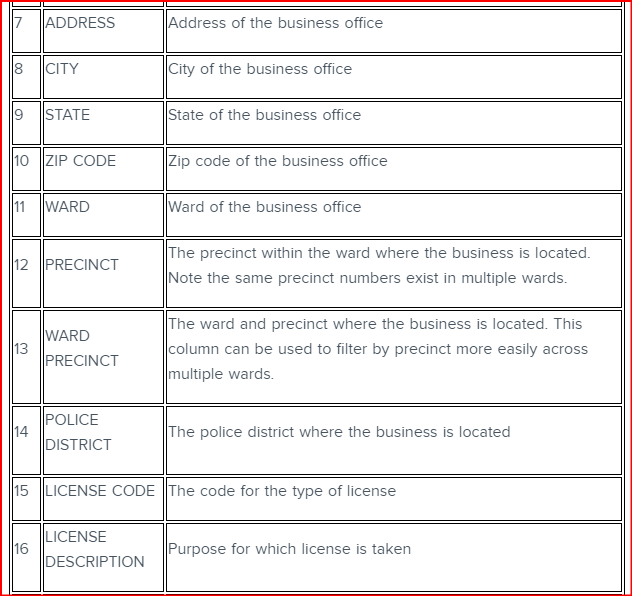 7 ADDRESS Address of the business office
8 CITY City of the business office
9 STATE State of the business office
10 ZIP CODE Zip code of the business office
11 WARD Ward of the business office
12 PRECINCT The precinct within the ward where the business is located.
Note the same precinct numbers exist in multiple wards.
13 WARD
PRECINCT
The ward and precinct where the business is located. This
column can be used to filter by precinct more easily across
multiple wards.
14 POLICE
DISTRICT
The police district where the business is located
15 LICENSE CODE The code for the type of license
16 LICENSE
DESCRIPTION
Purpose for which license is taken